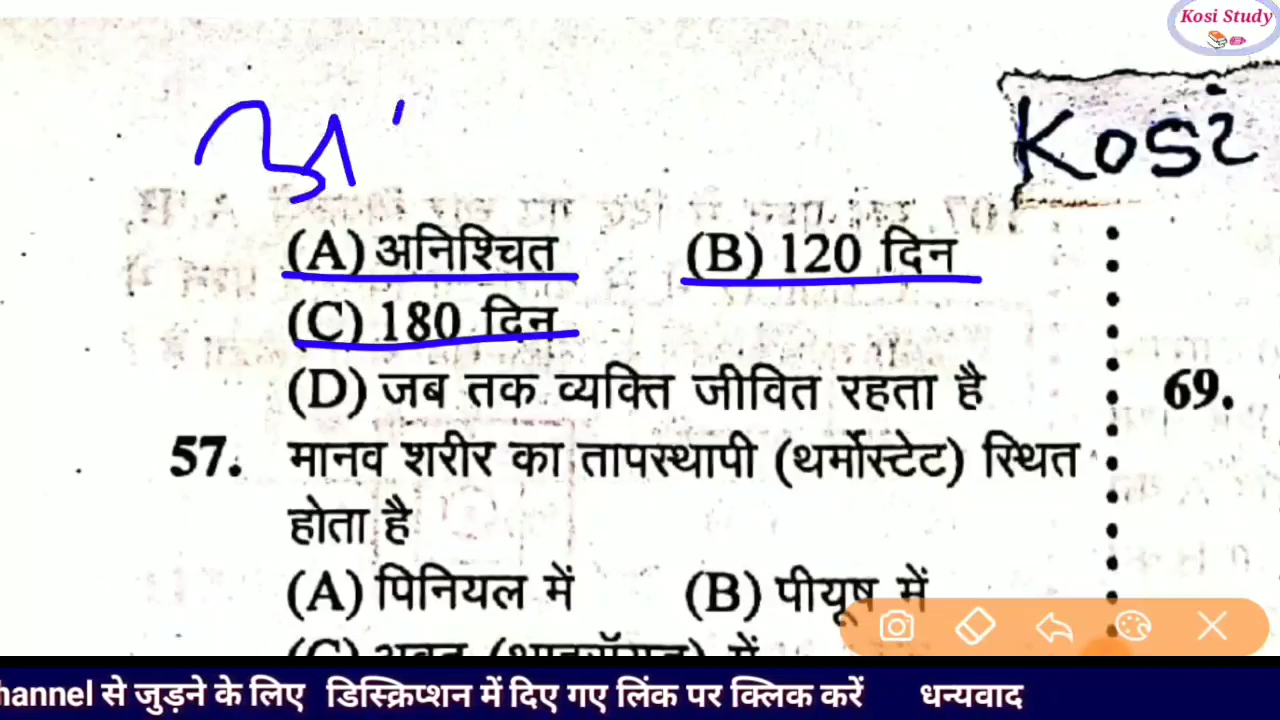 Kosi Study
Kosi
(A) अनिश्चित (B) 120 दिन
(C) 180 दिन
(D) जब तक व्यक्ति जीवित रहता है
69.
57. मानव शरीर का तापस्थापी (थर्मोस्टेट) स्थित
होता है
(A) पिनियल में (B) पीयूष में
hannel से जुड़ने के लिए डिस्क्रिप्शन में दिए गए लिंक पर क्लिक करें धन्यवाद